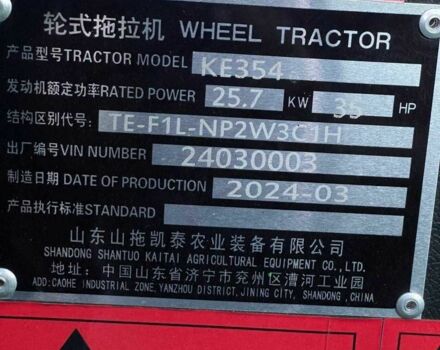 轮式拖拉机 WHEEL TRACTOR
产品型号TRACTOR MODEL KE354
发动机额定功率RATED POWER 25.7 KW 35 HP
结构区别代号: TE-F1L-NP2W3C1H
出厂编号VIN NUMBER 24030003
制造日期DATE OF PRODUCTION 2024-03
产品执行标准STANDARD
山东山拖凯泰农业装备有限公司
SHANDONG SHANTUO KAITAI AGRICULTURAL EQUIPMENT CO.,LTD.
地址: 中国山东省济宁市兖州区漕河工业园
ADD:CAOHE INDUSTRIAL ZONE,YANZHOU DISTRICT,JINING CITY, SHANDONG ,CHINA